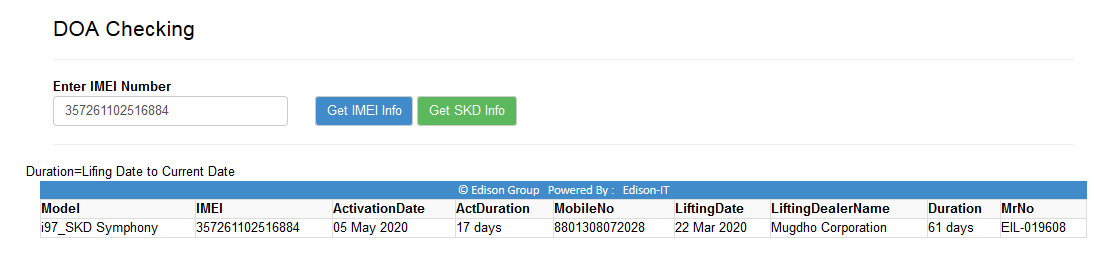 DOA Checking
Enter IMEI Number
357261102516884 Get IMEI Info Get SKD Info
Duration=Lifing Date to Current Date
© Edison Group Powered By : Edison-IT
Model IMEI ActivationDate ActDuration MobileNo LiftingDate LiftingDealerName Duration MrNo
i97_SKD Symphony 357261102516884 05 May 2020 17 days 8801308072028 22 Mar 2020 Mugdho Corporation 61 days EIL-019608